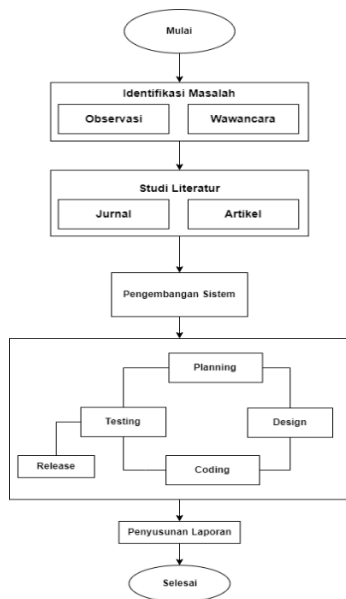 Mulai
Identifikasi Masalah
Observasi
Wawancara
Studi Literatur
Jurnal
Artikel
Pengembangan Sistem
Planning
Testing
Design
Release
Coding
Penyusunan Laporan
Selesai